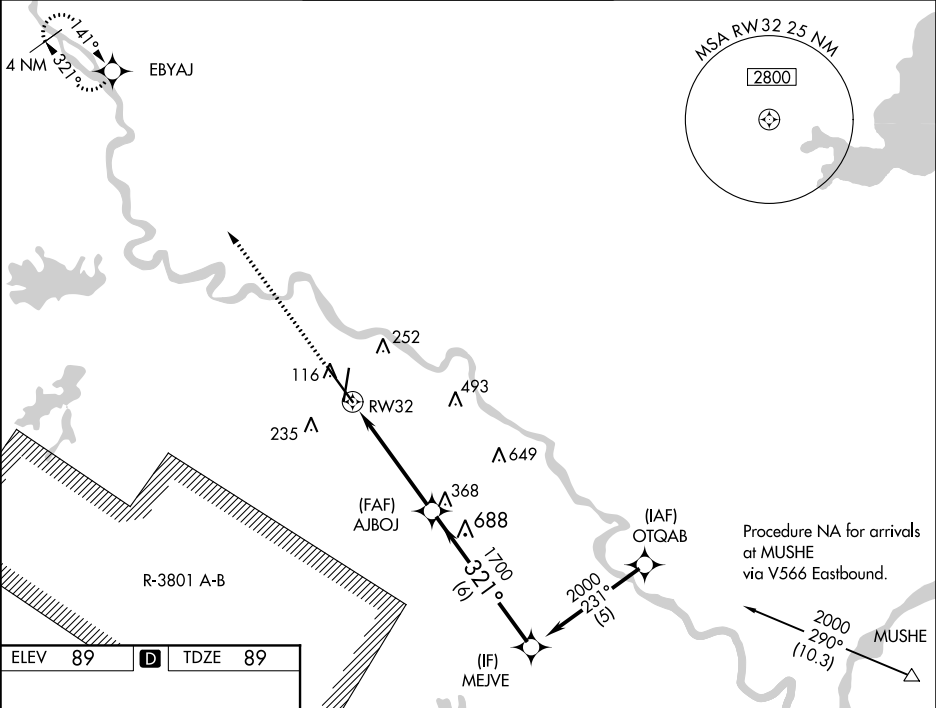 141°
321°
4 NM
EBYAJ
MSA RW32 25 NM
2800
252
116
493
RW32
235
649
368
(FAF)
AJBOJ
688
1700
321°
(6)
(IAF)
OTQAB
2000
231°
(5)
Procedure NA for arrivals
at MUSHE
via V566 Eastbound.
R-3801 A-B
2000
290°
(10.3)
MUSHE
(IF)
MEJVE
ELEV 89 D TDZE 89